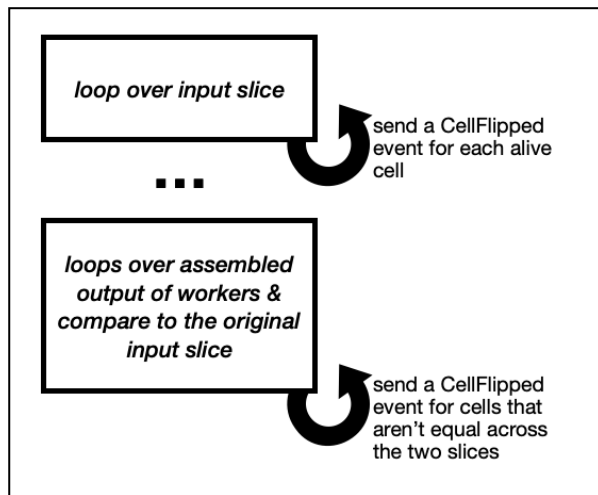 loop over input slice
send a CellFlipped
event for each alive
cell
...
loops over assembled
output of workers &
compare to the original
input slice
send a CellFlipped
event for cells that
aren't equal across
the two slices